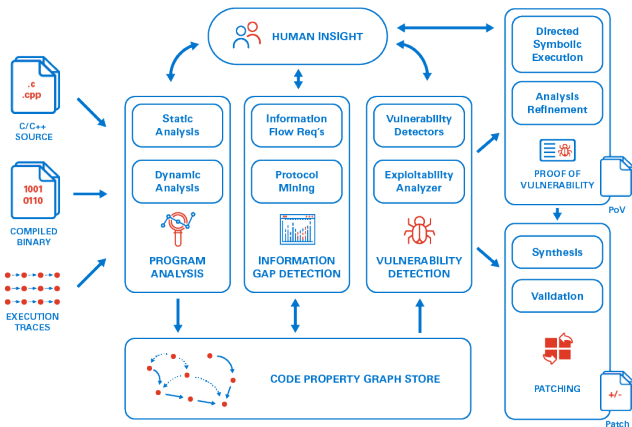 HUMAN INSIGHT
.c
.cpp
C/C++
SOURCE
1001
0110
COMPILED
BINARY
EXECUTION
TRACES
Static
Analysis
Dynamic
Analysis
PROGRAM
ANALYSIS
Information
Flow Req's
Protocol
Mining
INFORMATION
GAP DETECTION
Vulnerability
Detectors
Exploitability
Analyzer
VULNERABILITY
DETECTION
Directed
Symbolic
Execution
Analysis
Refinement
PROOF OF
VULNERABILITY
PoV
Synthesis
Validation
PATCHING
+/-
Patch
CODE PROPERTY GRAPH STORE